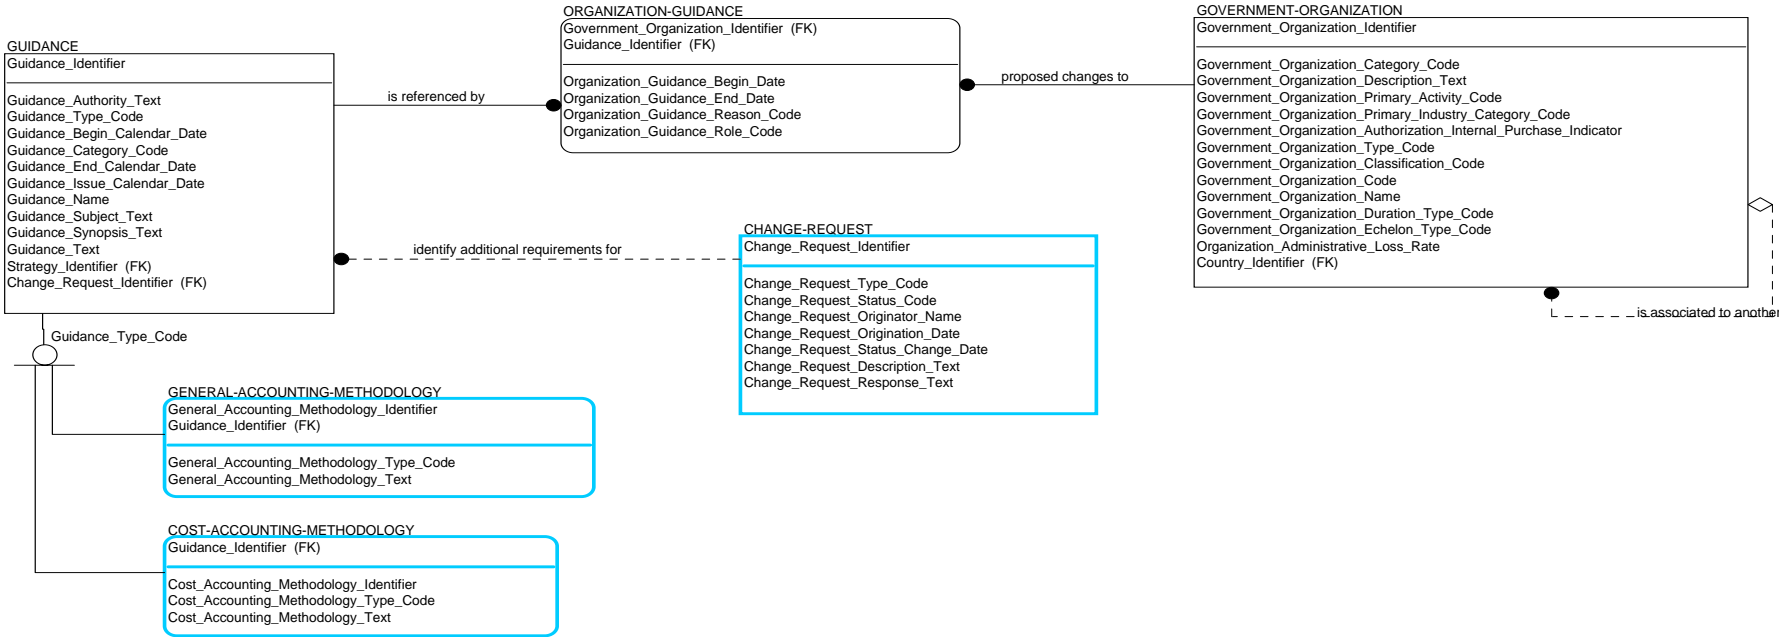 GUIDANCE
Guidance_Identifier
Guidance_Authority_Text
Guidance_Type_Code
Guidance_Begin_Calendar_Date
Guidance_Category_Code
Guidance_End_Calendar_Date
Guidance_Issue_Calendar_Date
Guidance_Name
Guidance_Subject_Text
Guidance_Synopsis_Text
Guidance_Text
Strategy_Identifier (FK)
Change_Request_Identifier (FK)
is referenced by
ORGANIZATION-GUIDANCE
Government_Organization_Identifier (FK)
Guidance_Identifier (FK)
Organization_Guidance_Begin_Date
Organization_Guidance_End_Date
Organization_Guidance_Reason_Code
Organization_Guidance_Role_Code
proposed changes to
GOVERNMENT-ORGANIZATION
Government_Organization_Identifier
Government_Organization_Category_Code
Government_Organization_Description_Text
Government_Organization_Primary_Activity_Code
Government_Organization_Primary_Industry_Category_Code
Government_Organization_Authorization_Internal_Purchase_Indicator
Government_Organization_Type_Code
Government_Organization_Classification_Code
Government_Organization_Code
Government_Organization_Name
Government_Organization_Duration_Type_Code
Government_Organization_Echelon_Type_Code
Organization_Administrative_Loss_Rate
Country_Identifier (FK)
is associated to another
identify additional requirements for
CHANGE-REQUEST
Change_Request_Identifier
Change_Request_Type_Code
Change_Request_Status_Code
Change_Request_Originator_Name
Change_Request_Origination_Date
Change_Request_Status_Change_Date
Change_Request_Description_Text
Change_Request_Response_Text
Guidance_Type_Code
GENERAL-ACCOUNTING-METHODOLOGY
General_Accounting_Methodology_Identifier
Guidance_Identifier (FK)
General_Accounting_Methodology_Type_Code
General_Accounting_Methodology_Text
COST-ACCOUNTING-METHODOLOGY
Guidance_Identifier (FK)
Cost_Accounting_Methodology_Identifier
Cost_Accounting_Methodology_Type_Code
Cost_Accounting_Methodology_Text